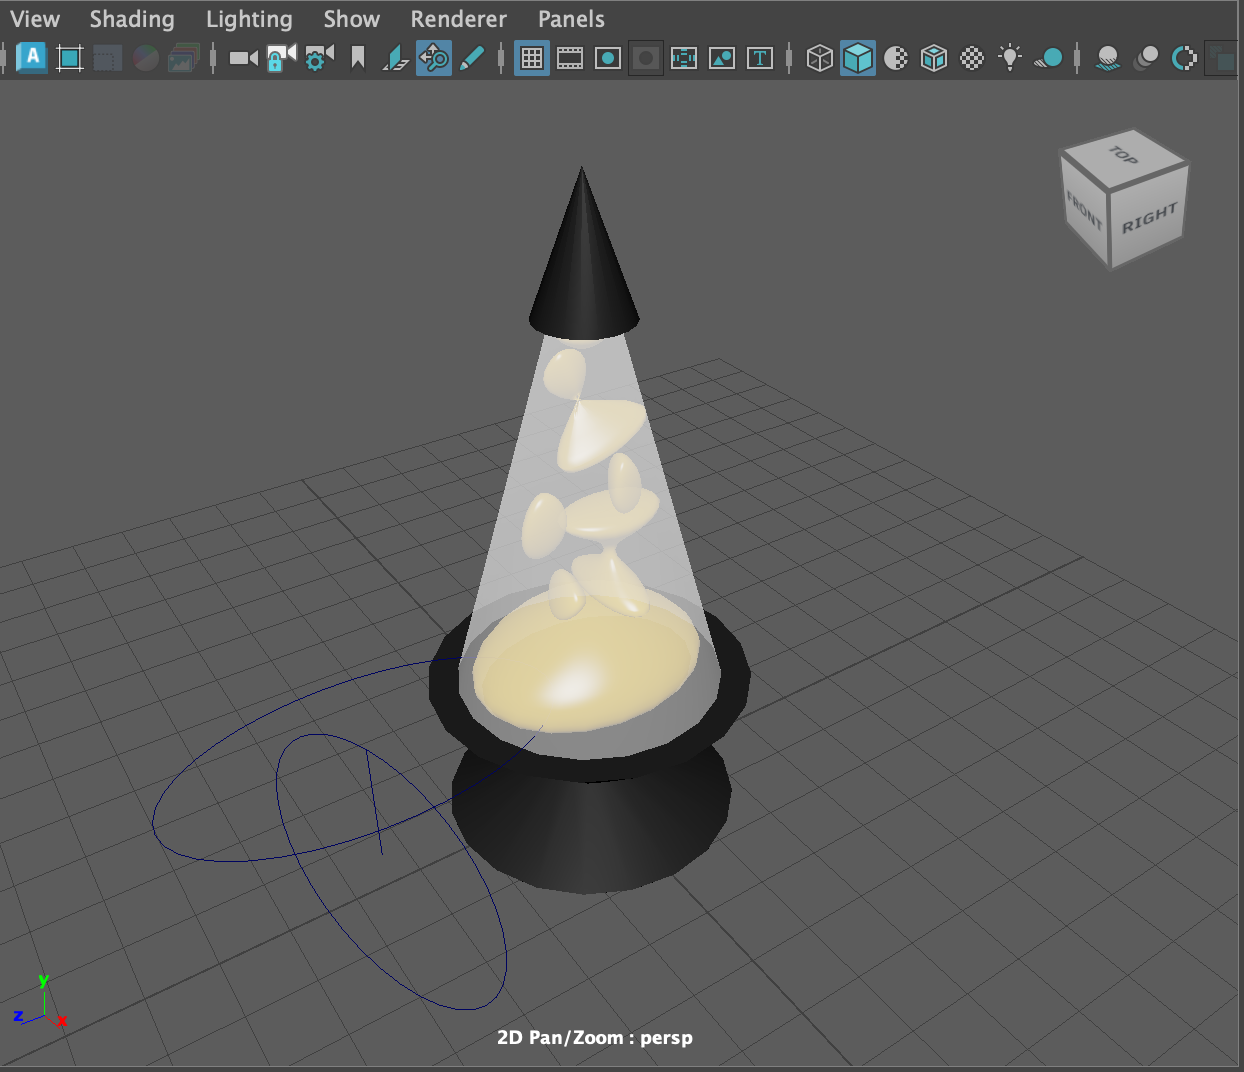 View Shading Lighting Show Renderer Panels
A T
TOP
FRONT RIGHT
y
z x
2D Pan/Zoom : persp